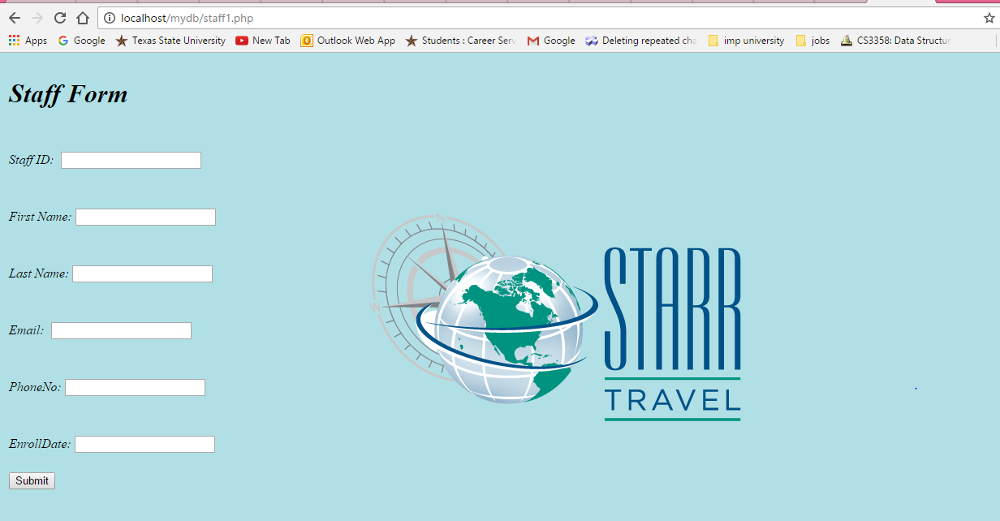 localhost/mydb/staff1.php
Apps Google Texas State University New Tab Outlook Web App Students : Career Serv Google Deleting repeated cha imp university jobs CS3358: Data Structur
Staff Form
Staff ID:
First Name:
Last Name:
Email:
PhoneNo:
EnrollDate:
Submit
N
W
STARR
TRAVEL